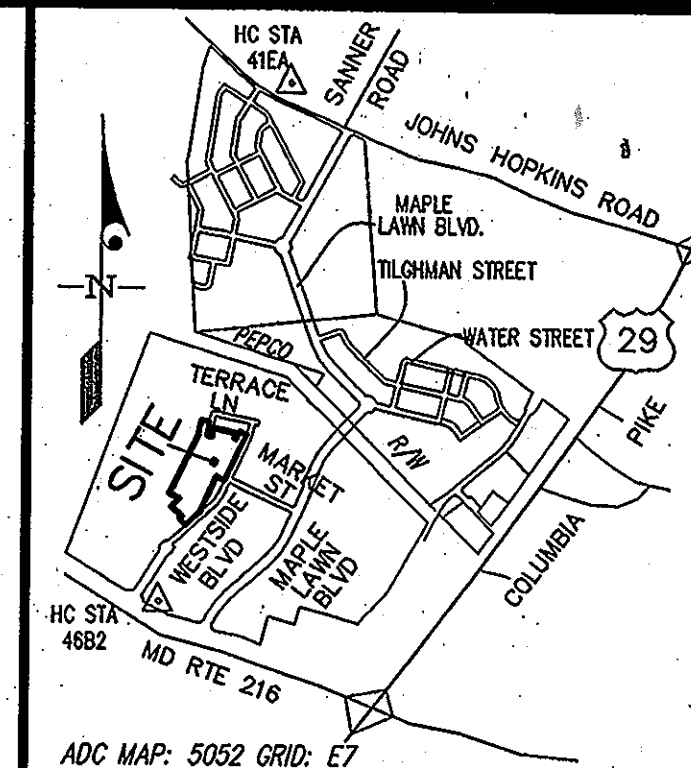 HC STA
41EA
SANNER
ROAD
JOHNS HOPKINS ROAD
MAPLE
LAWN BLVD.
TILGHMAN STREET
N
PEPCO
WATER STREET
29
TERRACE
LN
R/W
PIKE
SITE
MARKET
ST
WESTSIDE
BLVD
MAPLE
LAWN
BLVD
COLUMBIA
HC STA
46B2
MD RTE 216
ADC MAP: 5052 GRID: E7